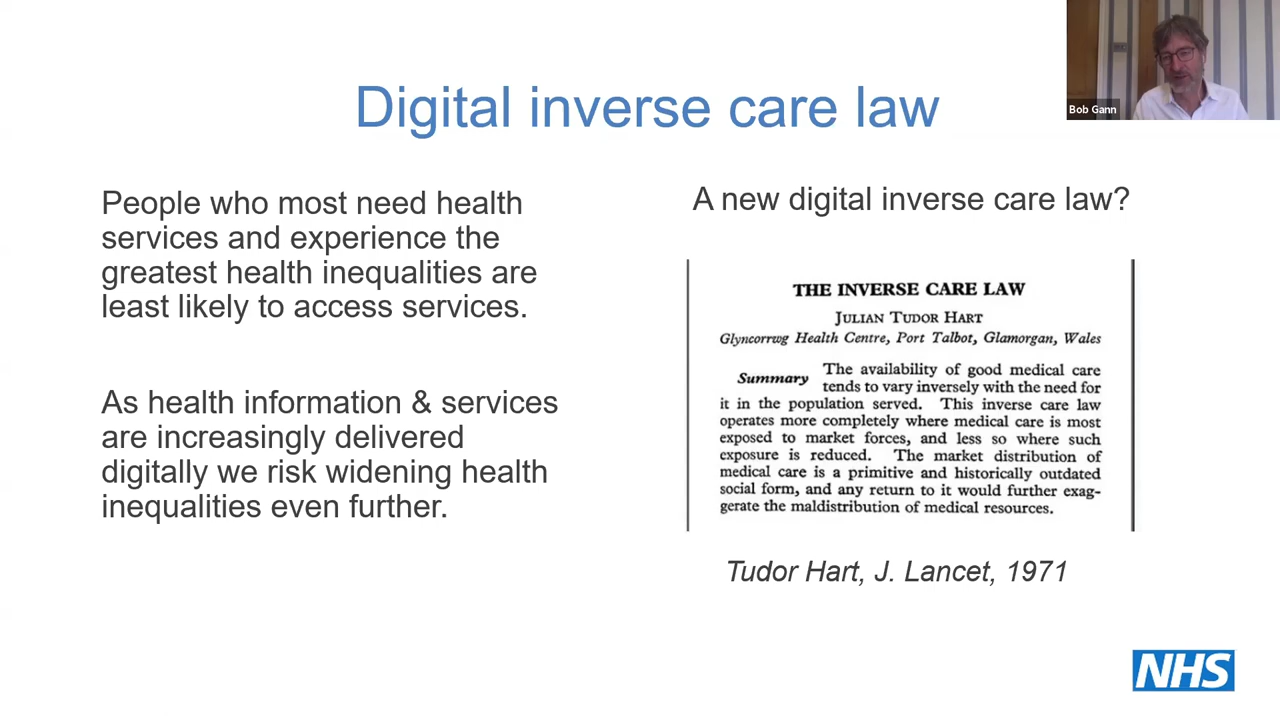 Bob Gann
Digital inverse care law
People who most need health
services and experience the
greatest health inequalities are
least likely to access services.
As health information & services
are increasingly delivered
digitally we risk widening health
inequalities even further.
A new digital inverse care law?
THE INVERSE CARE LAW
JULIAN TUDOR HART
Glyncorrwg Health Centre, Port Talbot, Glamorgan, Wales
Summary The availability of good medical care
tends to vary inversely with the need for
it in the population served. This inverse care law
operates more completely where medical care is most
exposed to market forces, and less so where such
exposure is reduced. The market distribution of
medical care is a primitive and historically outdated
social form, and any return to it would further exag-
gerate the maldistribution of medical resources.
Tudor Hart, J. Lancet, 1971
NHS